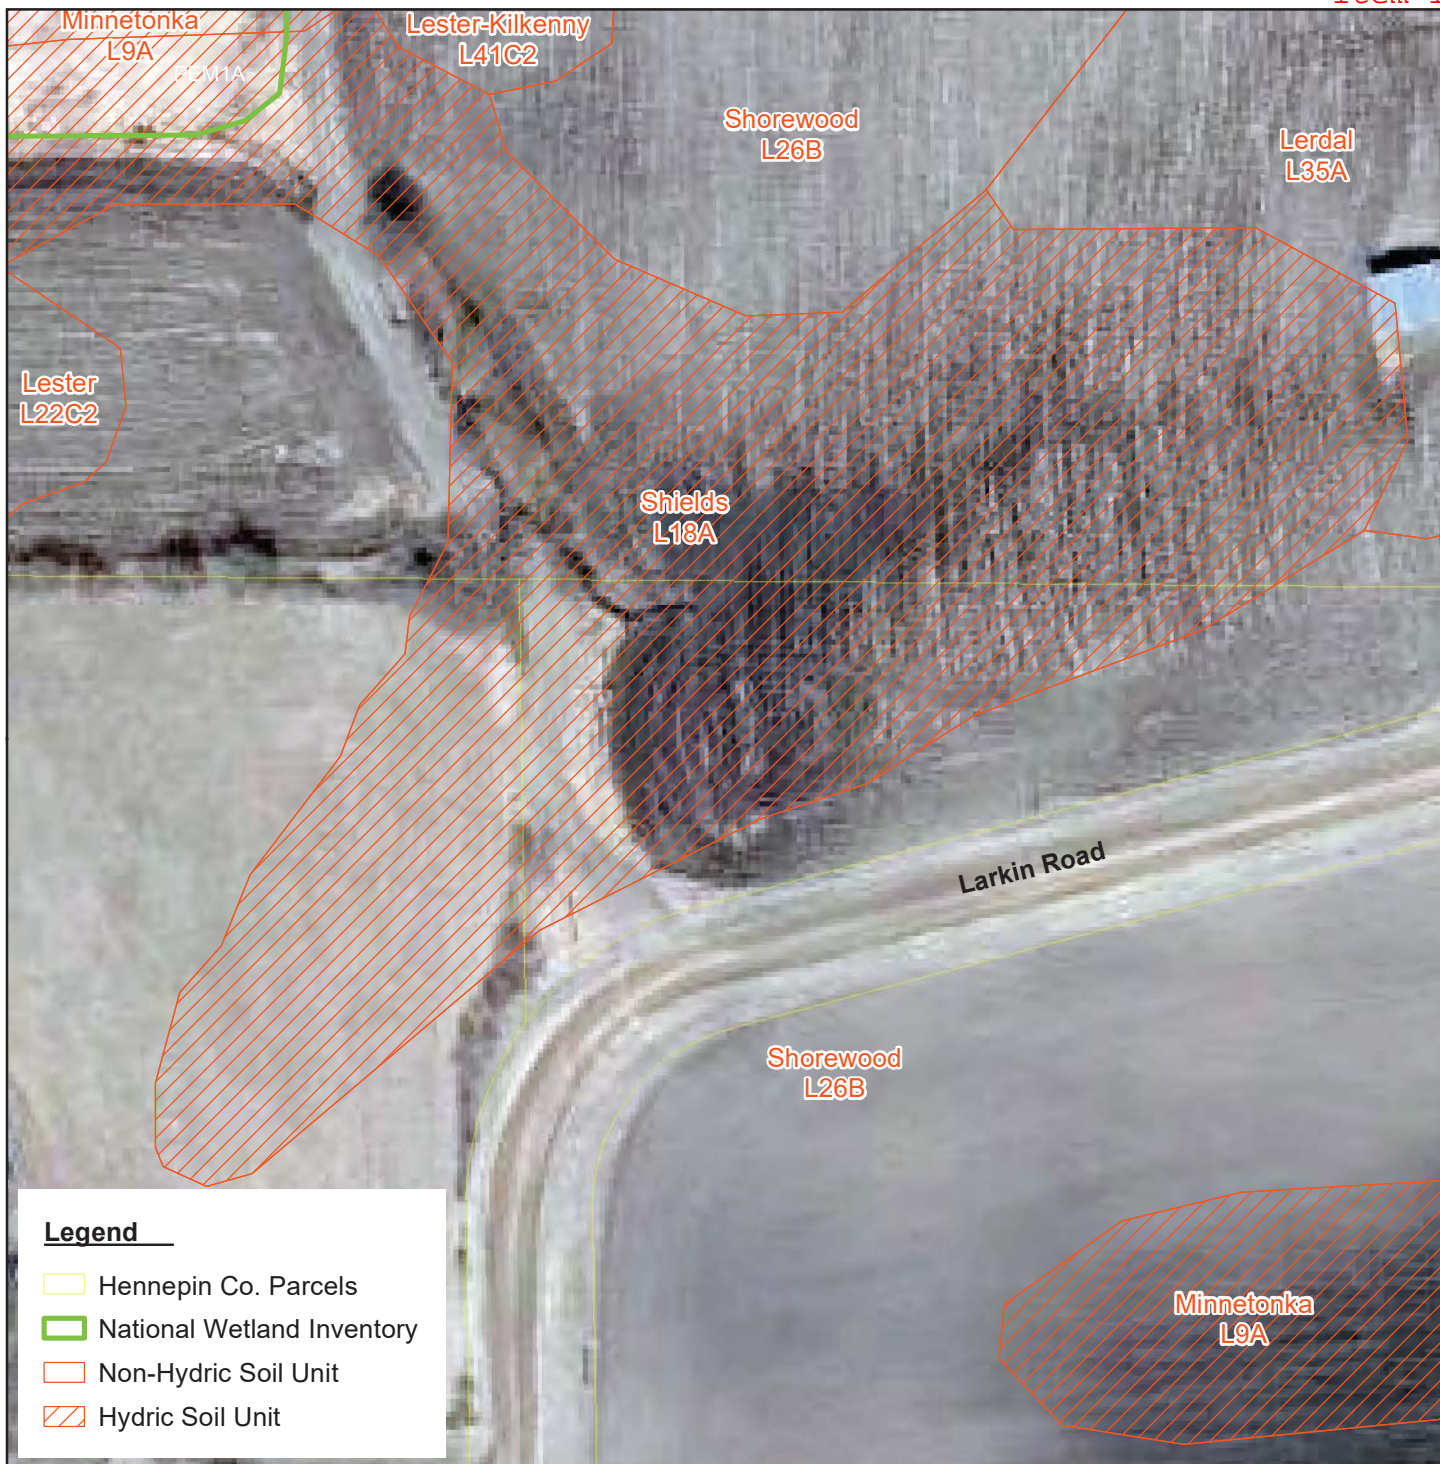 Minnetonka
L9A
PEM1A
Lester-Kilkenny
L41C2
Shorewood
L26B
Lerdal
L35A
Lester
L22C2
Shields
L18A
Larkin Road
Shorewood
L26B
Minnetonka
L9A
Legend
Hennepin Co. Parcels
National Wetland Inventory
Non-Hydric Soil Unit
Hydric Soil Unit